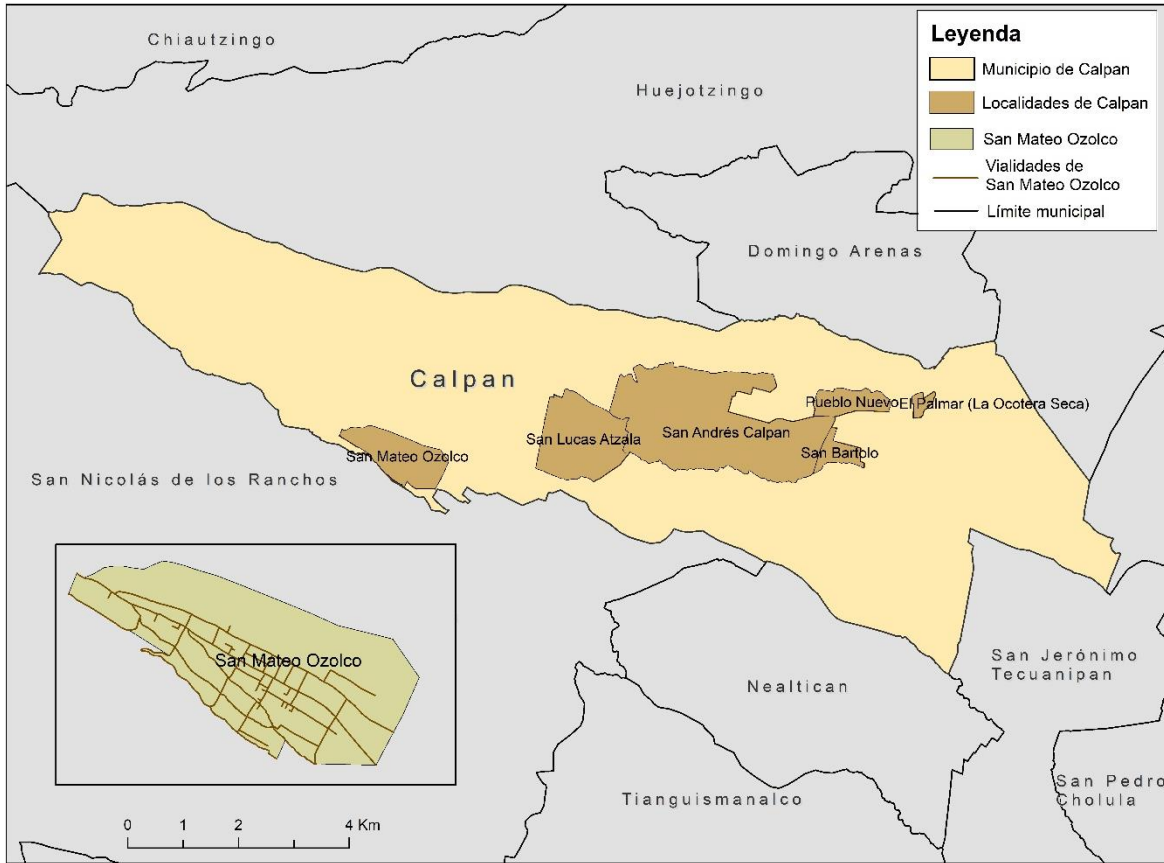 Chiautzingo
Huejotzingo
Leyenda
Municipio de Calpan
Localidades de Calpan
San Mateo Ozolco
Vialidades de
San Mateo Ozolco
Límite municipal
Domingo Arenas
Calpan
Pueblo Nuevo
El Palmar (La Ocotera Seca)
San Lucas Atzala
San Andrés Calpan
San Bartolo
San Mateo Ozolco
San Nicolás de los Ranchos
San Mateo Ozolco
San Jerónimo
Tecuanipan
Nealtican
San Pedro
Cholula
Tianguismanalco
0 1 2 4 Km